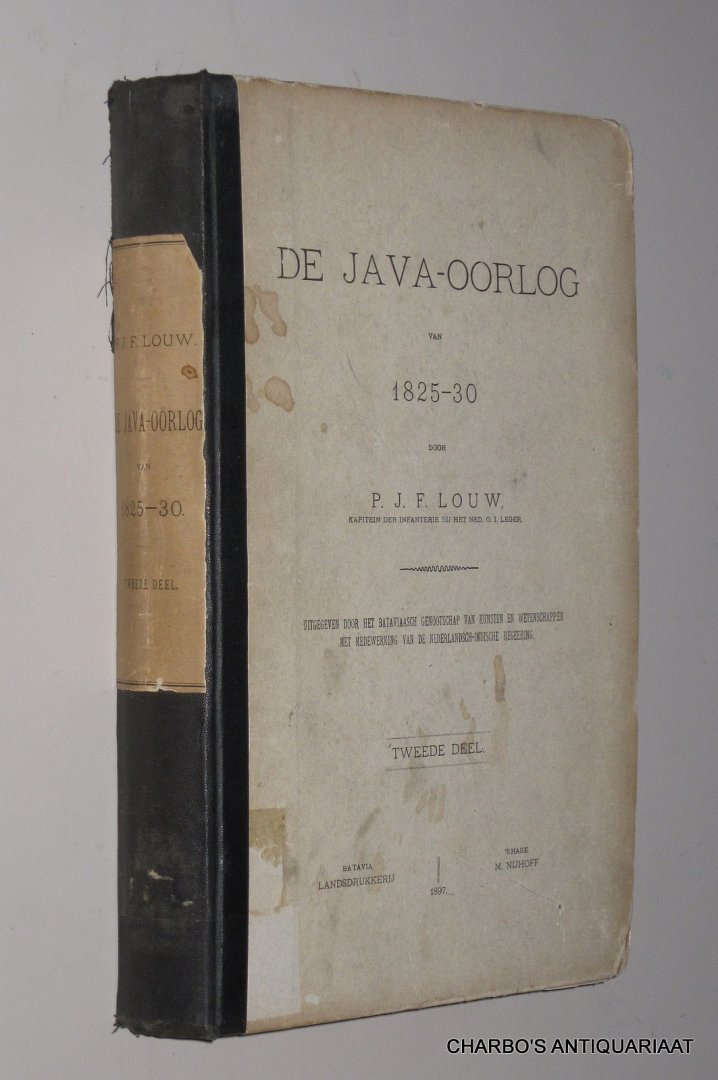 P. J. F. LOUW.
DE JAVA-OORLOG
VAN
1825-30.
TWEEDE DEEL.
DE JAVA-OORLOG
VAN
1825-30
DOOR
P. J. F. LOUW,
KAPITEIN DER INFANTERIE BIJ HET NED. O. I. LEGER.
UITGEGEVEN DOOR HET BATAVIAASCH GENOOTSCHAP VAN KUNSTEN EN WETENSCHAPPEN
MET MEDEWERKING VAN DE NEDERLANDSCH-INDISCHE REGEERING.
TWEEDE DEEL.
BATAVIA
LANDSDRUKKERIJ
1897.
'SHAGE
M. NIJHOFF
CHARBO'S ANTIQUARIAAT